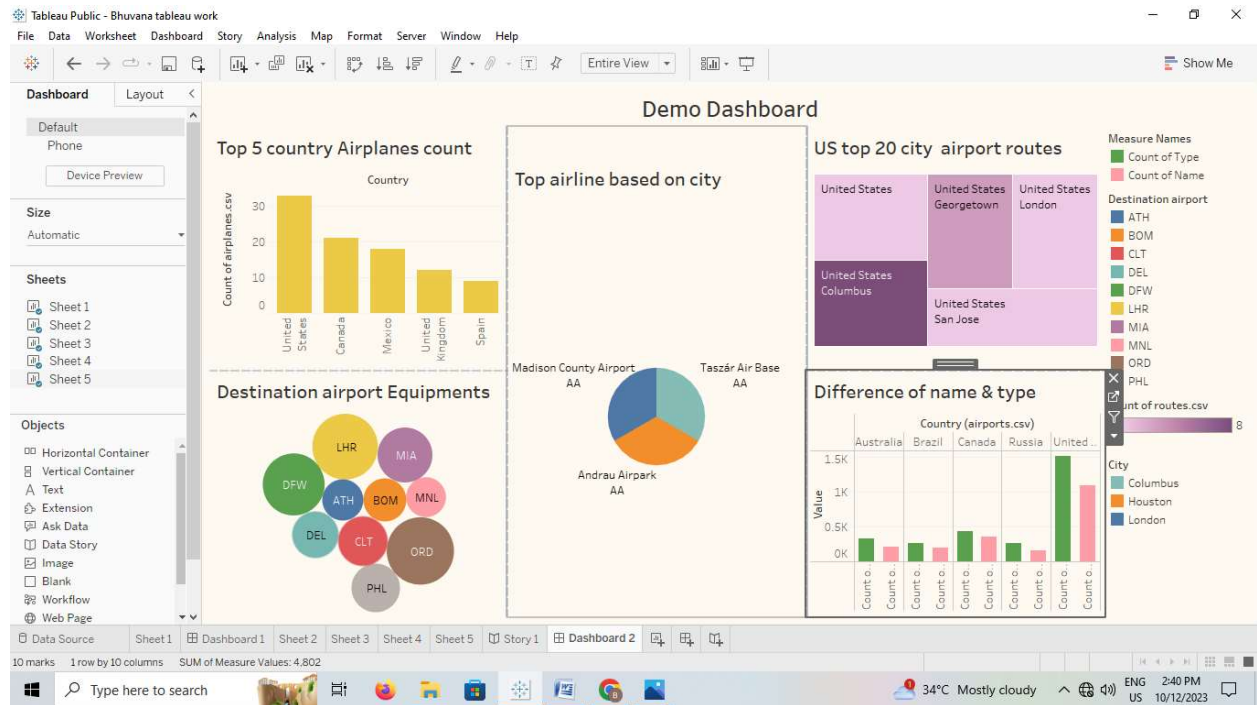 Tableau Public - Bhuvana tableau work
File Data Worksheet Dashboard Story Analysis Map Format Server Window Help
Entire View
Show Me
Dashboard Layout
Default
Phone
Device Preview
Size
Automatic
Sheets
Sheet 1
Sheet 2
Sheet 3
Sheet 4
Sheet 5
Objects
Horizontal Container
Vertical Container
A Text
Extension
Ask Data
Data Story
Image
Blank
Workflow
Web Page
Demo Dashboard
Top 5 country Airplanes count
Country
Count of airplanes.csv
30
20
10
0
United States
Canada
Mexico
United Kingdom
Spain
Destination airport Equipments
LHR
MIA
DFW
ATH
BOM
MNL
DEL
CLT
ORD
PHL
Top airline based on city
Madison County Airport
AA
Taszár Air Base
AA
Andrau Airpark
AA
US top 20 city airport routes
United States
United States
Georgetown
United States
London
United States
Columbus
United States
San Jose
Difference of name & type
Country (airports.csv)
Australia Brazil Canada Russia United ..
Value
1.5K
1K
0.5K
0K
Count o..
Count o..
Count o..
Count o..
Count o..
Count o..
Count o..
Count o..
Count o..
Count o..
Measure Names
Count of Type
Count of Name
Destination airport
ATH
BOM
CLT
DEL
DFW
LHR
MIA
MNL
ORD
PHL
unt of routes.csv
8
City
Columbus
Houston
London
Data Source Sheet 1 Dashboard 1 Sheet 2 Sheet 3 Sheet 4 Sheet 5 Story 1 Dashboard 2
10 marks 1 row by 10 columns SUM of Measure Values: 4,802
Type here to search
34°C Mostly cloudy
ENG
US
2:40 PM
10/12/2023